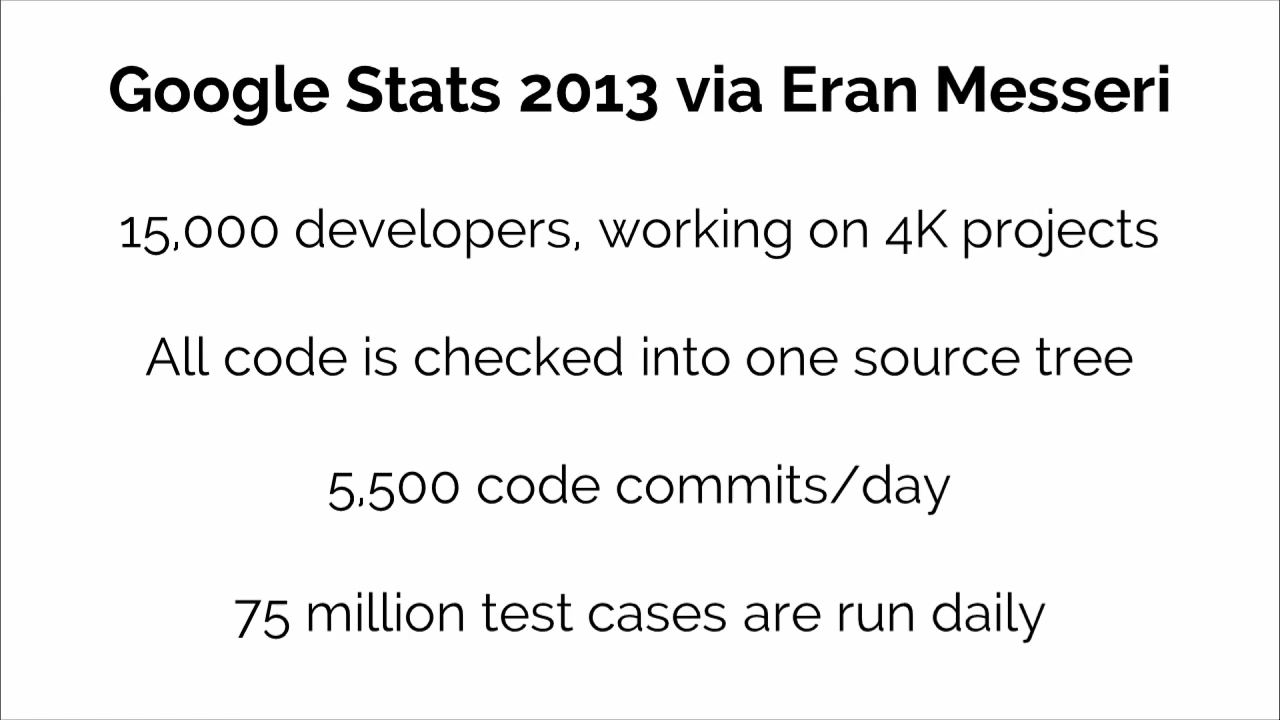 Google Stats 2013 via Eran Messeri
15,000 developers, working on 4K projects
All code is checked into one source tree
5,500 code commits/day
75 million test cases are run daily